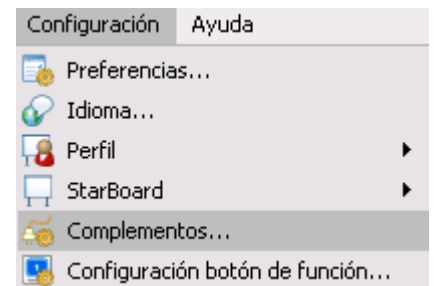 Configuración Ayuda
Preferencias...
Idioma...
Perfil
StarBoard
Complementos...
Configuración botón de función...